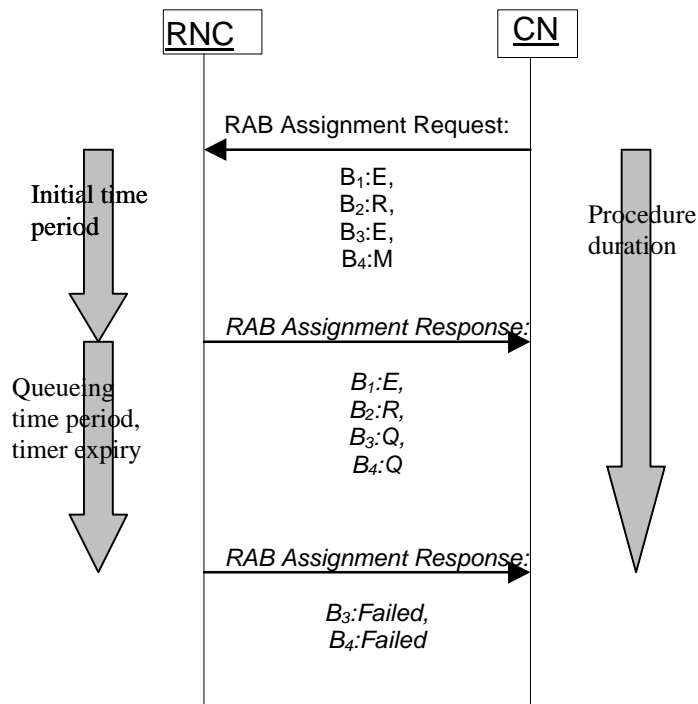 RNC
CN
RAB Assignment Request:
Initial time
period
B₁:E,
B₂:R,
B₃:E,
B₄:M
Procedure
duration
RAB Assignment Response:
Queueing
time period,
timer expiry
B₁:E,
B₂:R,
B₃:Q,
B₄:Q
RAB Assignment Response:
B₃:Failed,
B₄:Failed